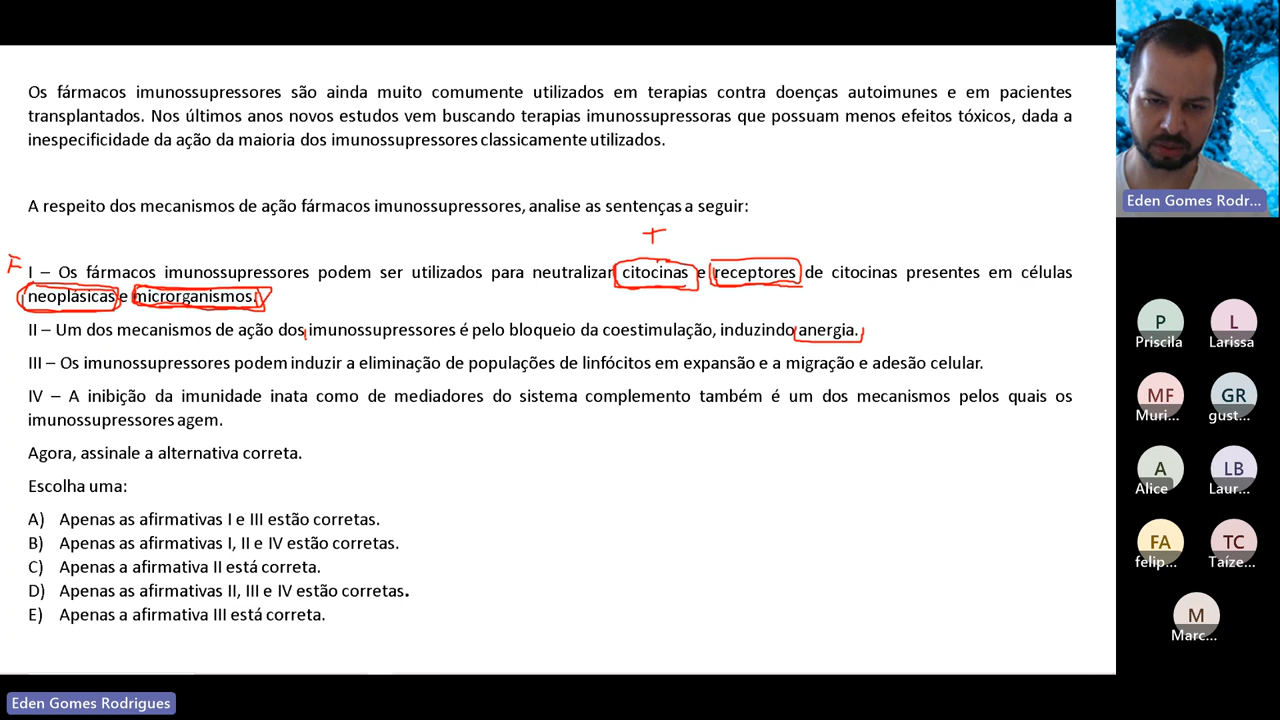 Os fármacos imunossupressores são ainda muito comumente utilizados em terapias contra doenças autoimunes e em pacientes
transplantados. Nos últimos anos novos estudos vem buscando terapias imunossupressoras que possuam menos efeitos tóxicos, dada a
inespecificidade da ação da maioria dos imunossupressores classicamente utilizados.
A respeito dos mecanismos de ação fármacos imunossupressores, analise as sentenças a seguir:
+
F
I – Os fármacos imunossupressores podem ser utilizados para neutralizar citocinas e receptores de citocinas presentes em células
neoplásicas e microrganismos.
II – Um dos mecanismos de ação dos imunossupressores é pelo bloqueio da coestimulação, induzindo anergia.
III – Os imunossupressores podem induzir a eliminação de populações de linfócitos em expansão e a migração e adesão celular.
IV – A inibição da imunidade inata como de mediadores do sistema complemento também é um dos mecanismos pelos quais os
imunossupressores agem.
Agora, assinale a alternativa correta.
Escolha uma:
A) Apenas as afirmativas I e III estão corretas.
B) Apenas as afirmativas I, II e IV estão corretas.
C) Apenas a afirmativa II está correta.
D) Apenas as afirmativas II, III e IV estão corretas.
E) Apenas a afirmativa III está correta.
Eden Gomes Rodr...
P
Priscila
L
Larissa
MF
Muri...
GR
gust...
A
Alice
LB
Laur...
FA
felip...
TC
Taíze...
M
Marc...
Eden Gomes Rodrigues